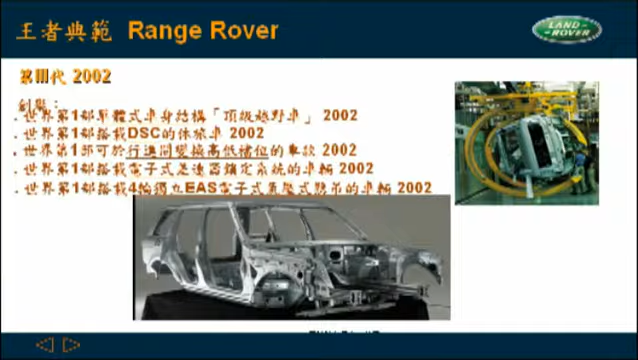 王者典範 Range Rover
LAND-
ROVER
第III代 2002
. 世界第1部單體式車身結構「頂級越野車」 2002
. 世界第1部搭載DSC的休旅車 2002
. 世界第1部可於行進間變換高低檔位的車款 2002
. 世界第1部搭載電子式差速器鎖定系統的車輛 2002
. 世界第1部搭載4輪獨立EAS電子式氣壓式懸吊的車輛 2002